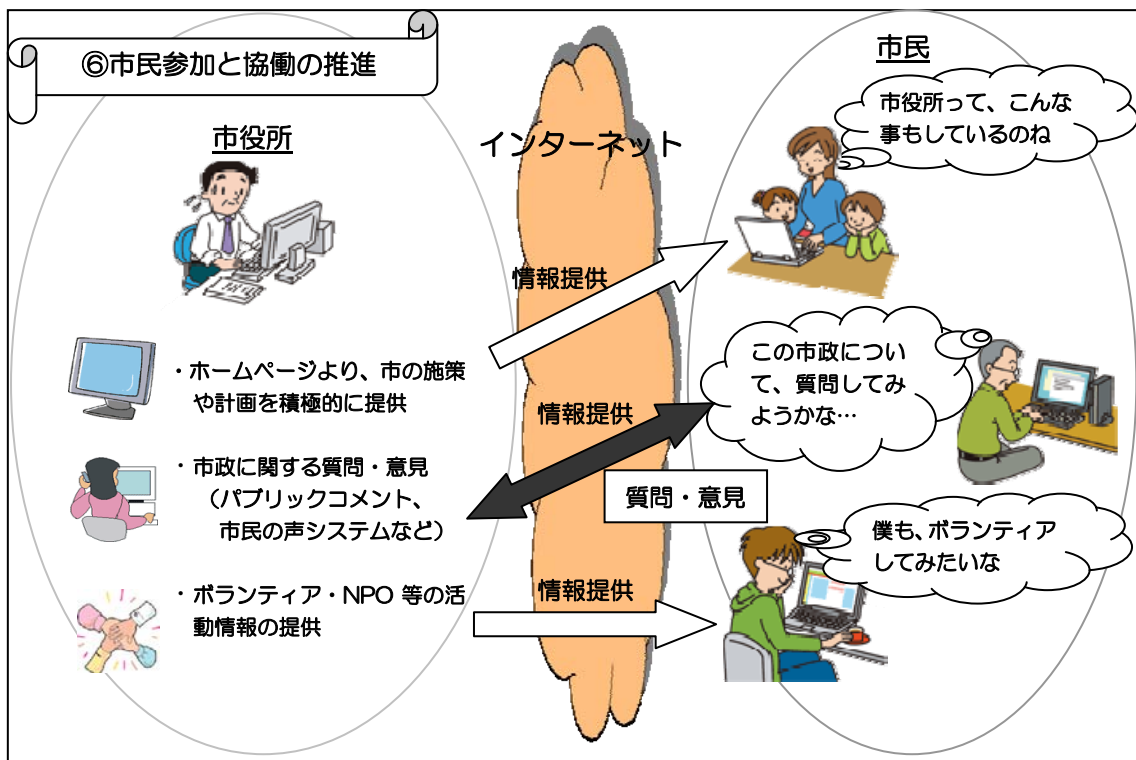 ⑥市民参加と協働の推進
市役所
インターネット
市民
市役所って、こんな
事もしているのね
情報提供
・ホームページより、市の施策
や計画を積極的に提供
この市政につい
て、質問してみ
ようかな…
情報提供
・市政に関する質問・意見
（パブリックコメント、
市民の声システムなど）
質問・意見
僕も、ボランティア
してみたいな
情報提供
・ボランティア・NPO 等の活
動情報の提供